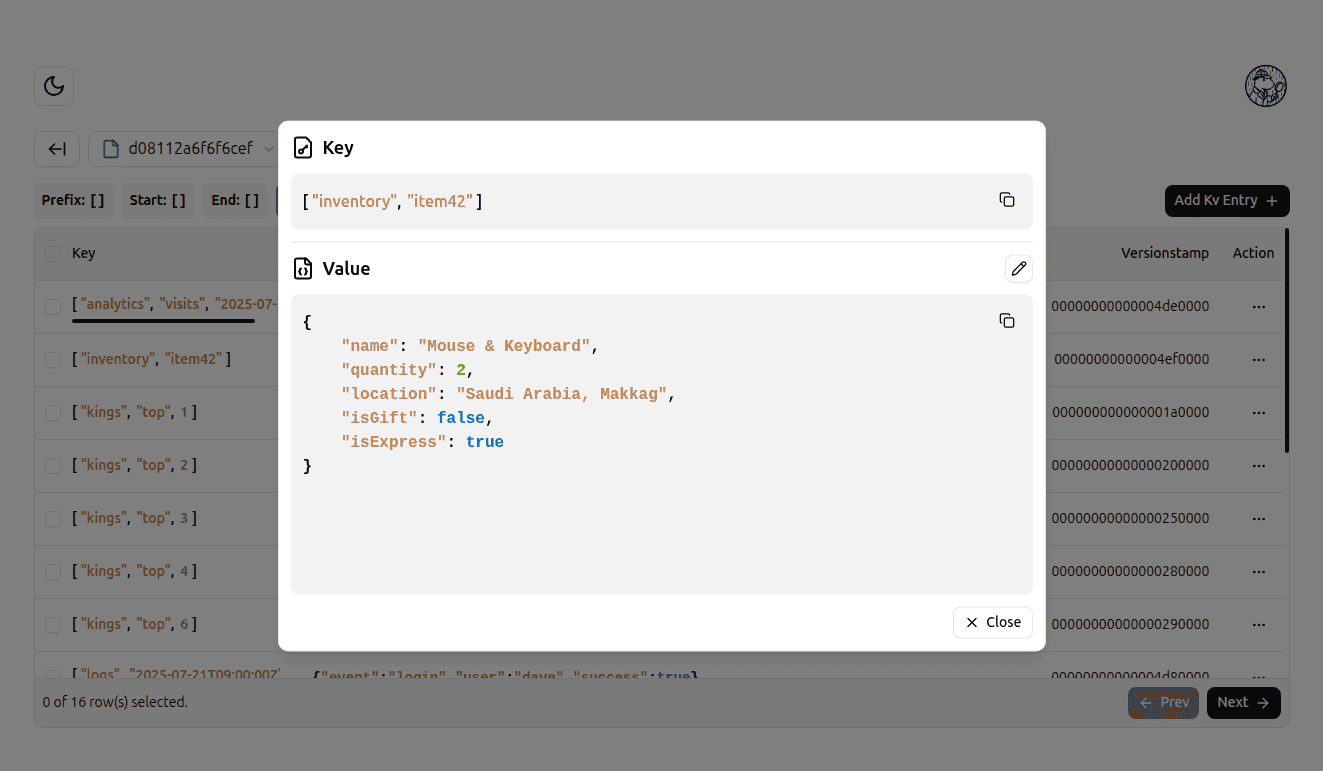 d08112a6f6f6cef
Prefix: [ ] Start: [ ] End: [ ]
Add Kv Entry
Key
Versionstamp Action
[ "analytics", "visits", "2025-07-
00000000000004de0000
[ "inventory", "item42" ]
00000000000004ef0000
[ "kings", "top", 1 ]
000000000000001a0000
[ "kings", "top", 2 ]
00000000000000200000
[ "kings", "top", 3 ]
00000000000000250000
[ "kings", "top", 4 ]
00000000000000280000
[ "kings", "top", 6 ]
00000000000000290000
[ "logs", "2025-07-21T09:00:00Z"
{"event":"login","user":"dave","success":true}
00000000000004d80000
0 of 16 row(s) selected.
Prev
Next
Key
[ "inventory", "item42" ]
Value
{
"name": "Mouse & Keyboard",
"quantity": 2,
"location": "Saudi Arabia, Makkag",
"isGift": false,
"isExpress": true
}
Close